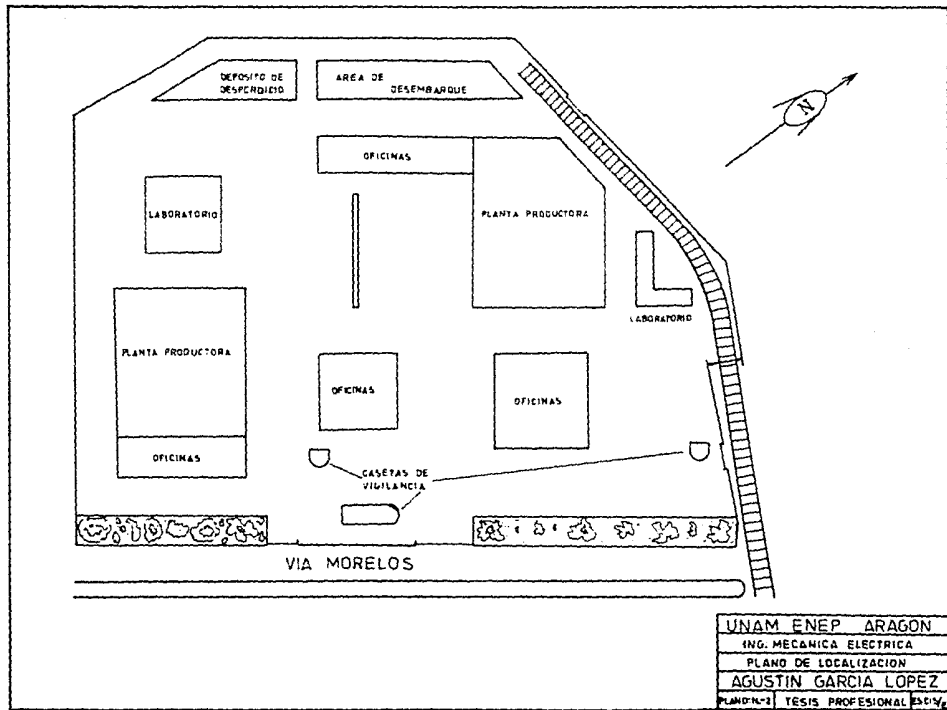 DEPOSITO DE
DESPERDICIO
AREA DE
DESEMBARQUE
N
OFICINAS
LABORATORIO
PLANTA PRODUCTORA
LABORATORIO
PLANTA PRODUCTORA
OFICINAS
OFICINAS
OFICINAS
CASETAS DE
VIGILANCIA
VIA MORELOS
UNAM ENEP ARAGON
ING. MECANICA ELECTRICA
PLANO DE LOCALIZACION
AGUSTIN GARCIA LOPEZ
TESIS PROFESIONAL